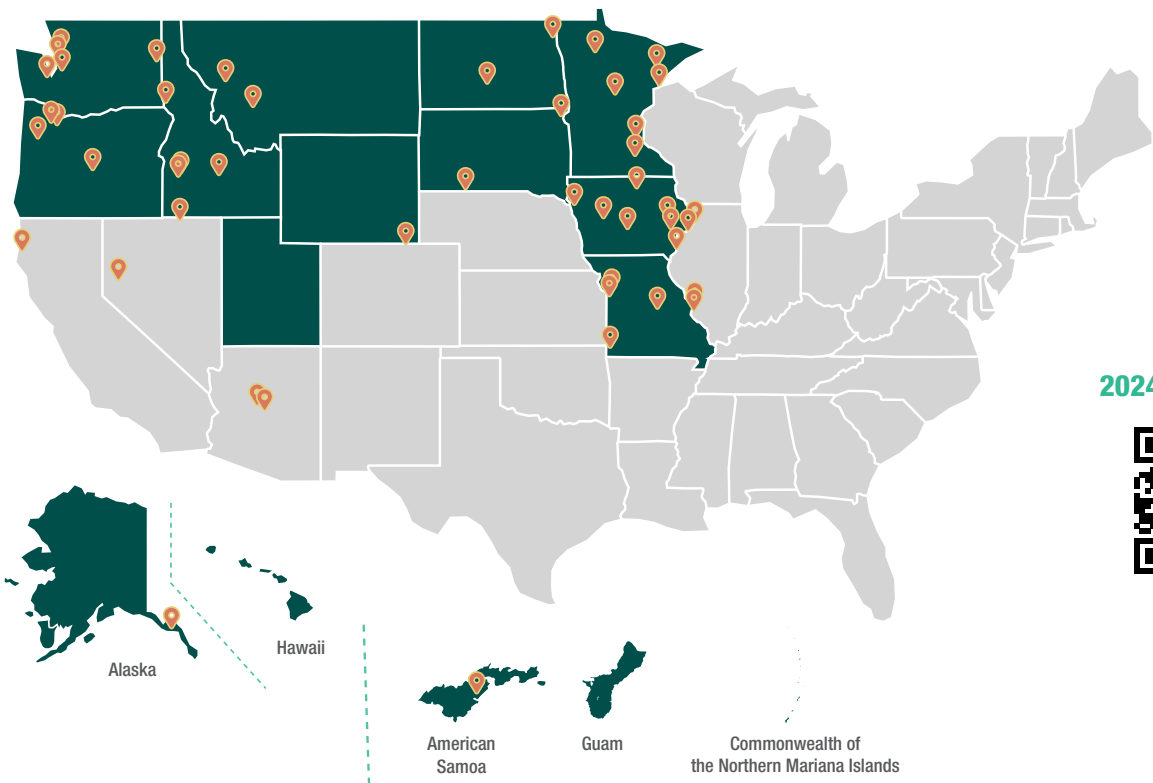 2024
Alaska
Hawaii
American
Samoa
Guam
Commonwealth of
the Northern Mariana Islands